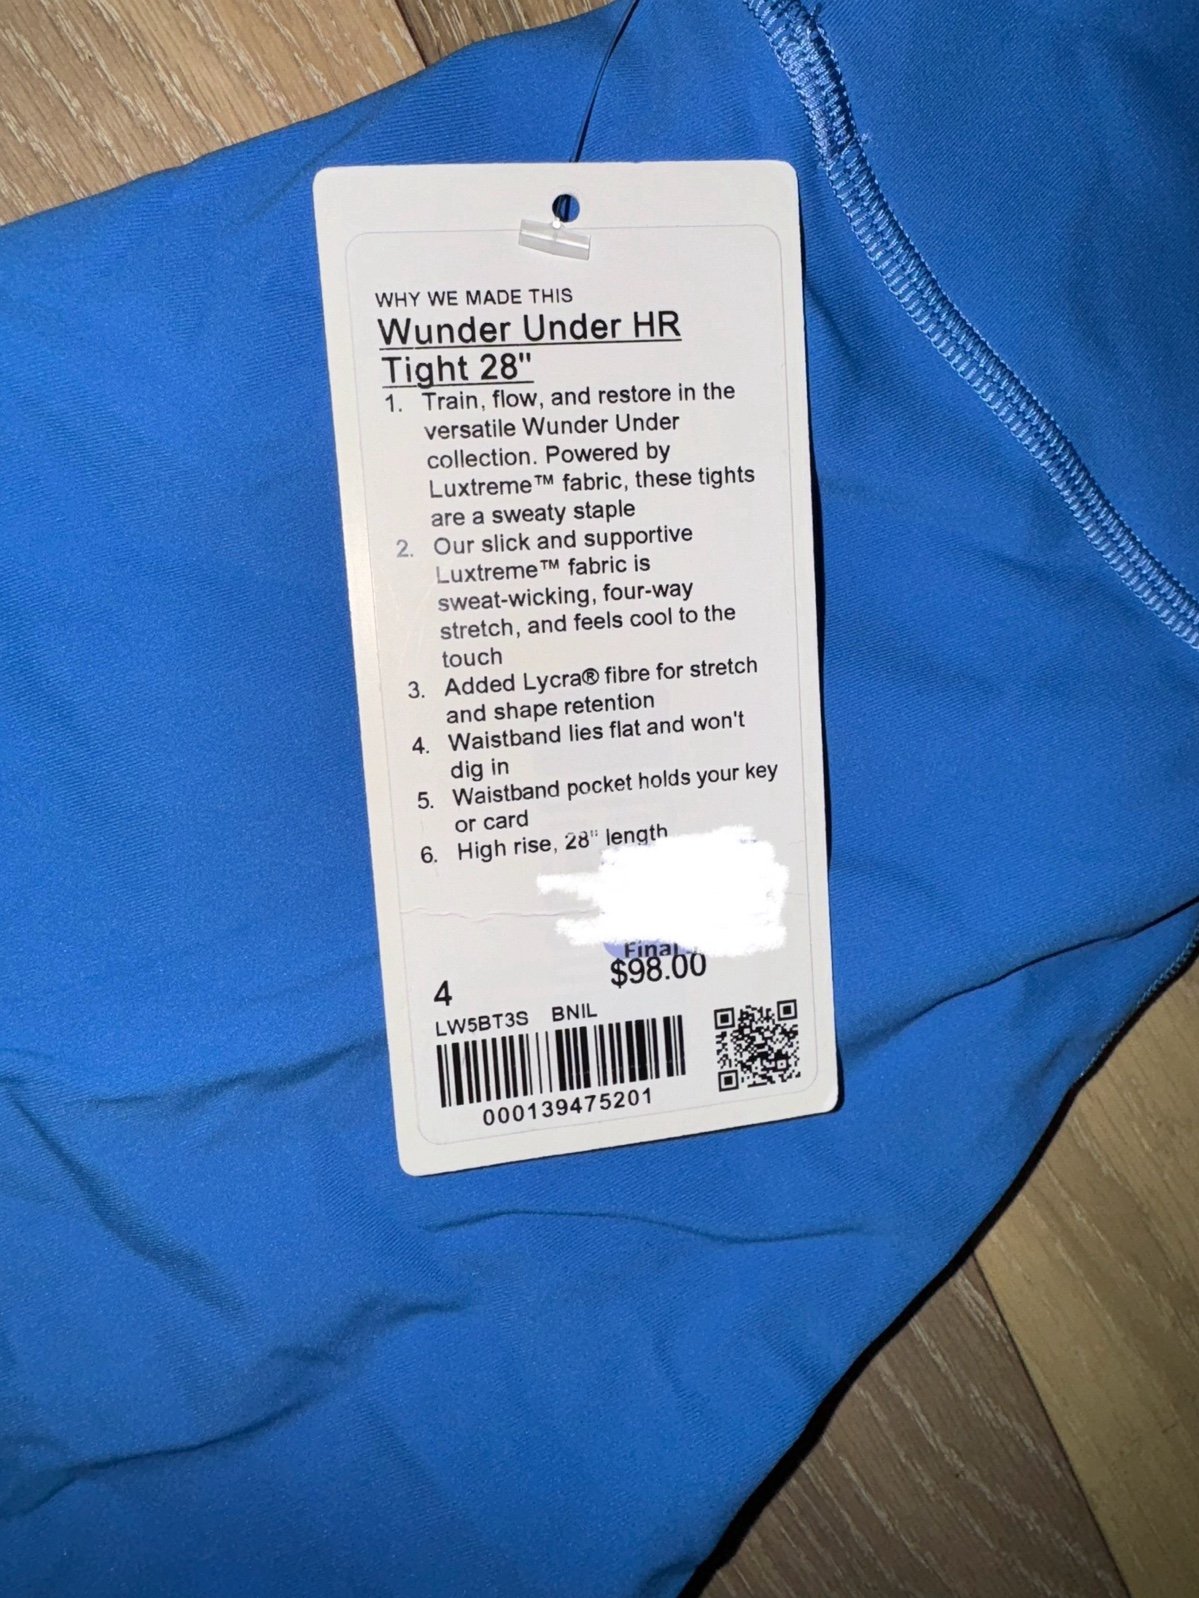 WHY WE MADE THIS
Wunder Under HR
Tight 28"
1. Train, flow, and restore in the
versatile Wunder Under
collection. Powered by
Luxtreme™ fabric, these tights
are a sweaty staple
2. Our slick and supportive
Luxtreme™ fabric is
sweat-wicking, four-way
stretch, and feels cool to the
touch
3. Added Lycra® fibre for stretch
and shape retention
4. Waistband lies flat and won't
dig in
5. Waistband pocket holds your key
or card
6. High rise, 28" length
Final
$98.00
4
LW5BT3S BNIL
000139475201